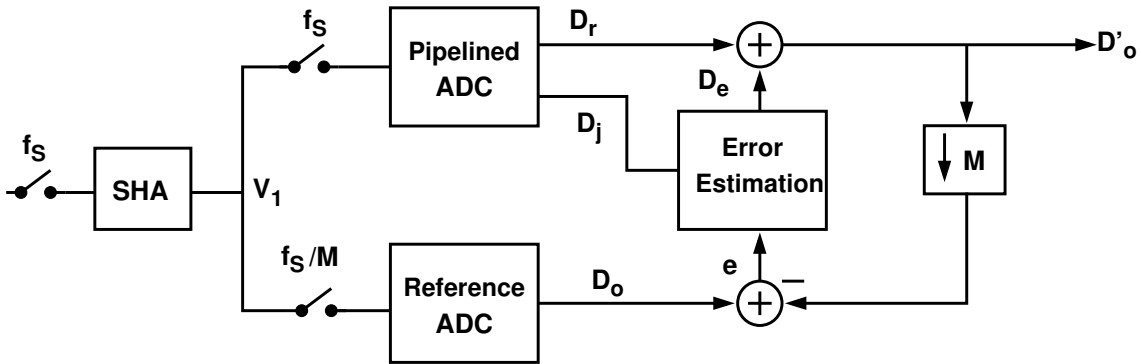 f_S
SHA
V_1
f_S
Pipelined
ADC
D_r
D_j
+
D_e
Error
Estimation
D'_o
M
f_S/M
Reference
ADC
D_o
e
+
−